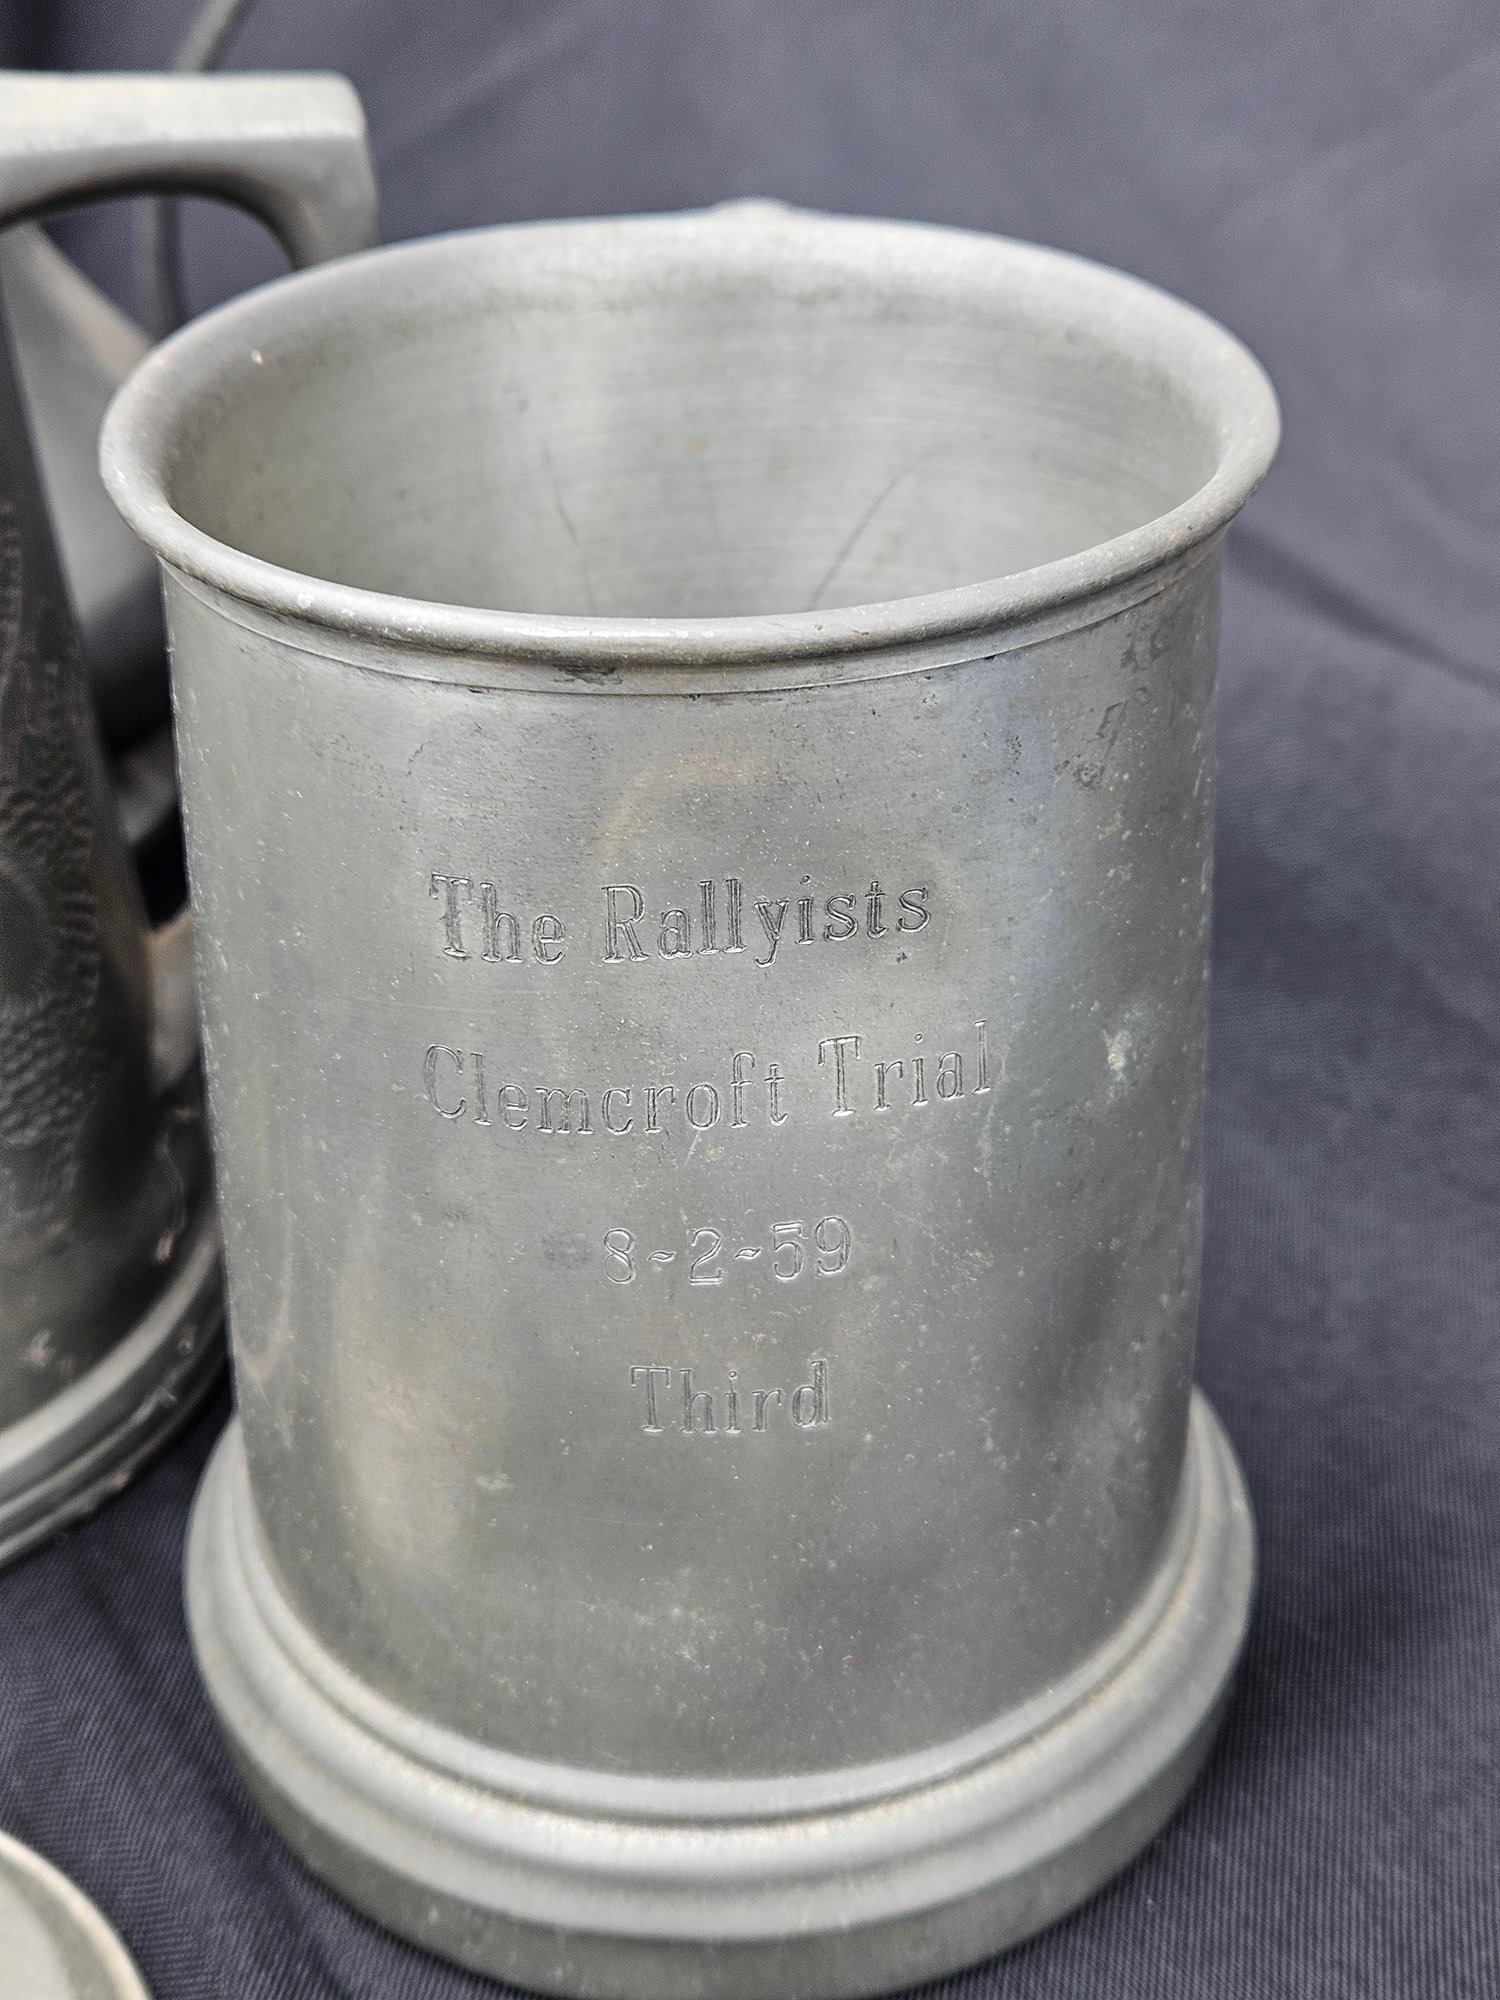 The Rallyists
Clemcroft Trial
8-2-59
Third